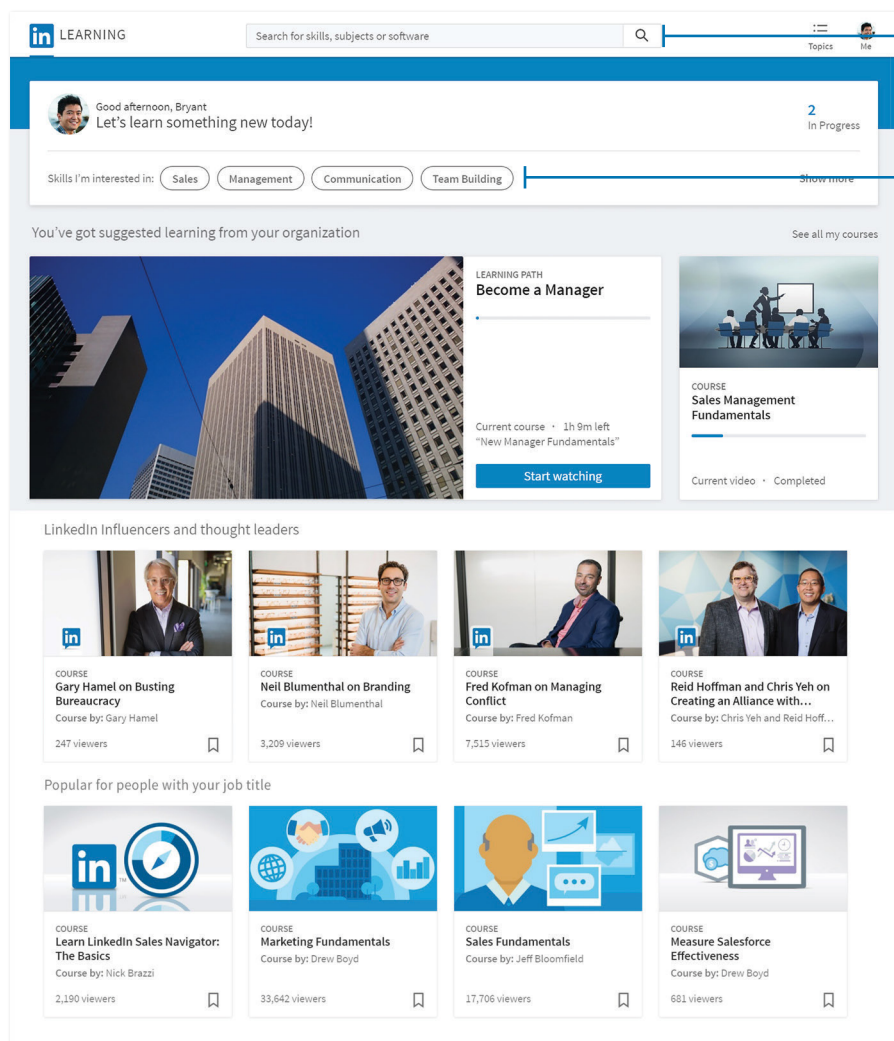 in LEARNING
Search for skills, subjects or software
Topics
Me
Good afternoon, Bryant
Let's learn something new today!
2
In Progress
Skills I'm interested in: Sales Management Communication Team Building
Show more
You've got suggested learning from your organization
See all my courses
LEARNING PATH
Become a Manager
Current course · 1h 9m left
“New Manager Fundamentals”
Start watching
COURSE
Sales Management
Fundamentals
Current video · Completed
LinkedIn Influencers and thought leaders
in
COURSE
Gary Hamel on Busting
Bureaucracy
Course by: Gary Hamel
247 viewers
in
COURSE
Neil Blumenthal on Branding
Course by: Neil Blumenthal
3,209 viewers
in
COURSE
Fred Kofman on Managing
Conflict
Course by: Fred Kofman
7,515 viewers
in
COURSE
Reid Hoffman and Chris Yeh on
Creating an Alliance with...
Course by: Chris Yeh and Reid Hoff...
146 viewers
Popular for people with your job title
in™
COURSE
Learn LinkedIn Sales Navigator:
The Basics
Course by: Nick Brazzi
2,190 viewers
COURSE
Marketing Fundamentals
Course by: Drew Boyd
33,642 viewers
COURSE
Sales Fundamentals
Course by: Jeff Bloomfield
17,706 viewers
COURSE
Measure Salesforce
Effectiveness
Course by: Drew Boyd
681 viewers